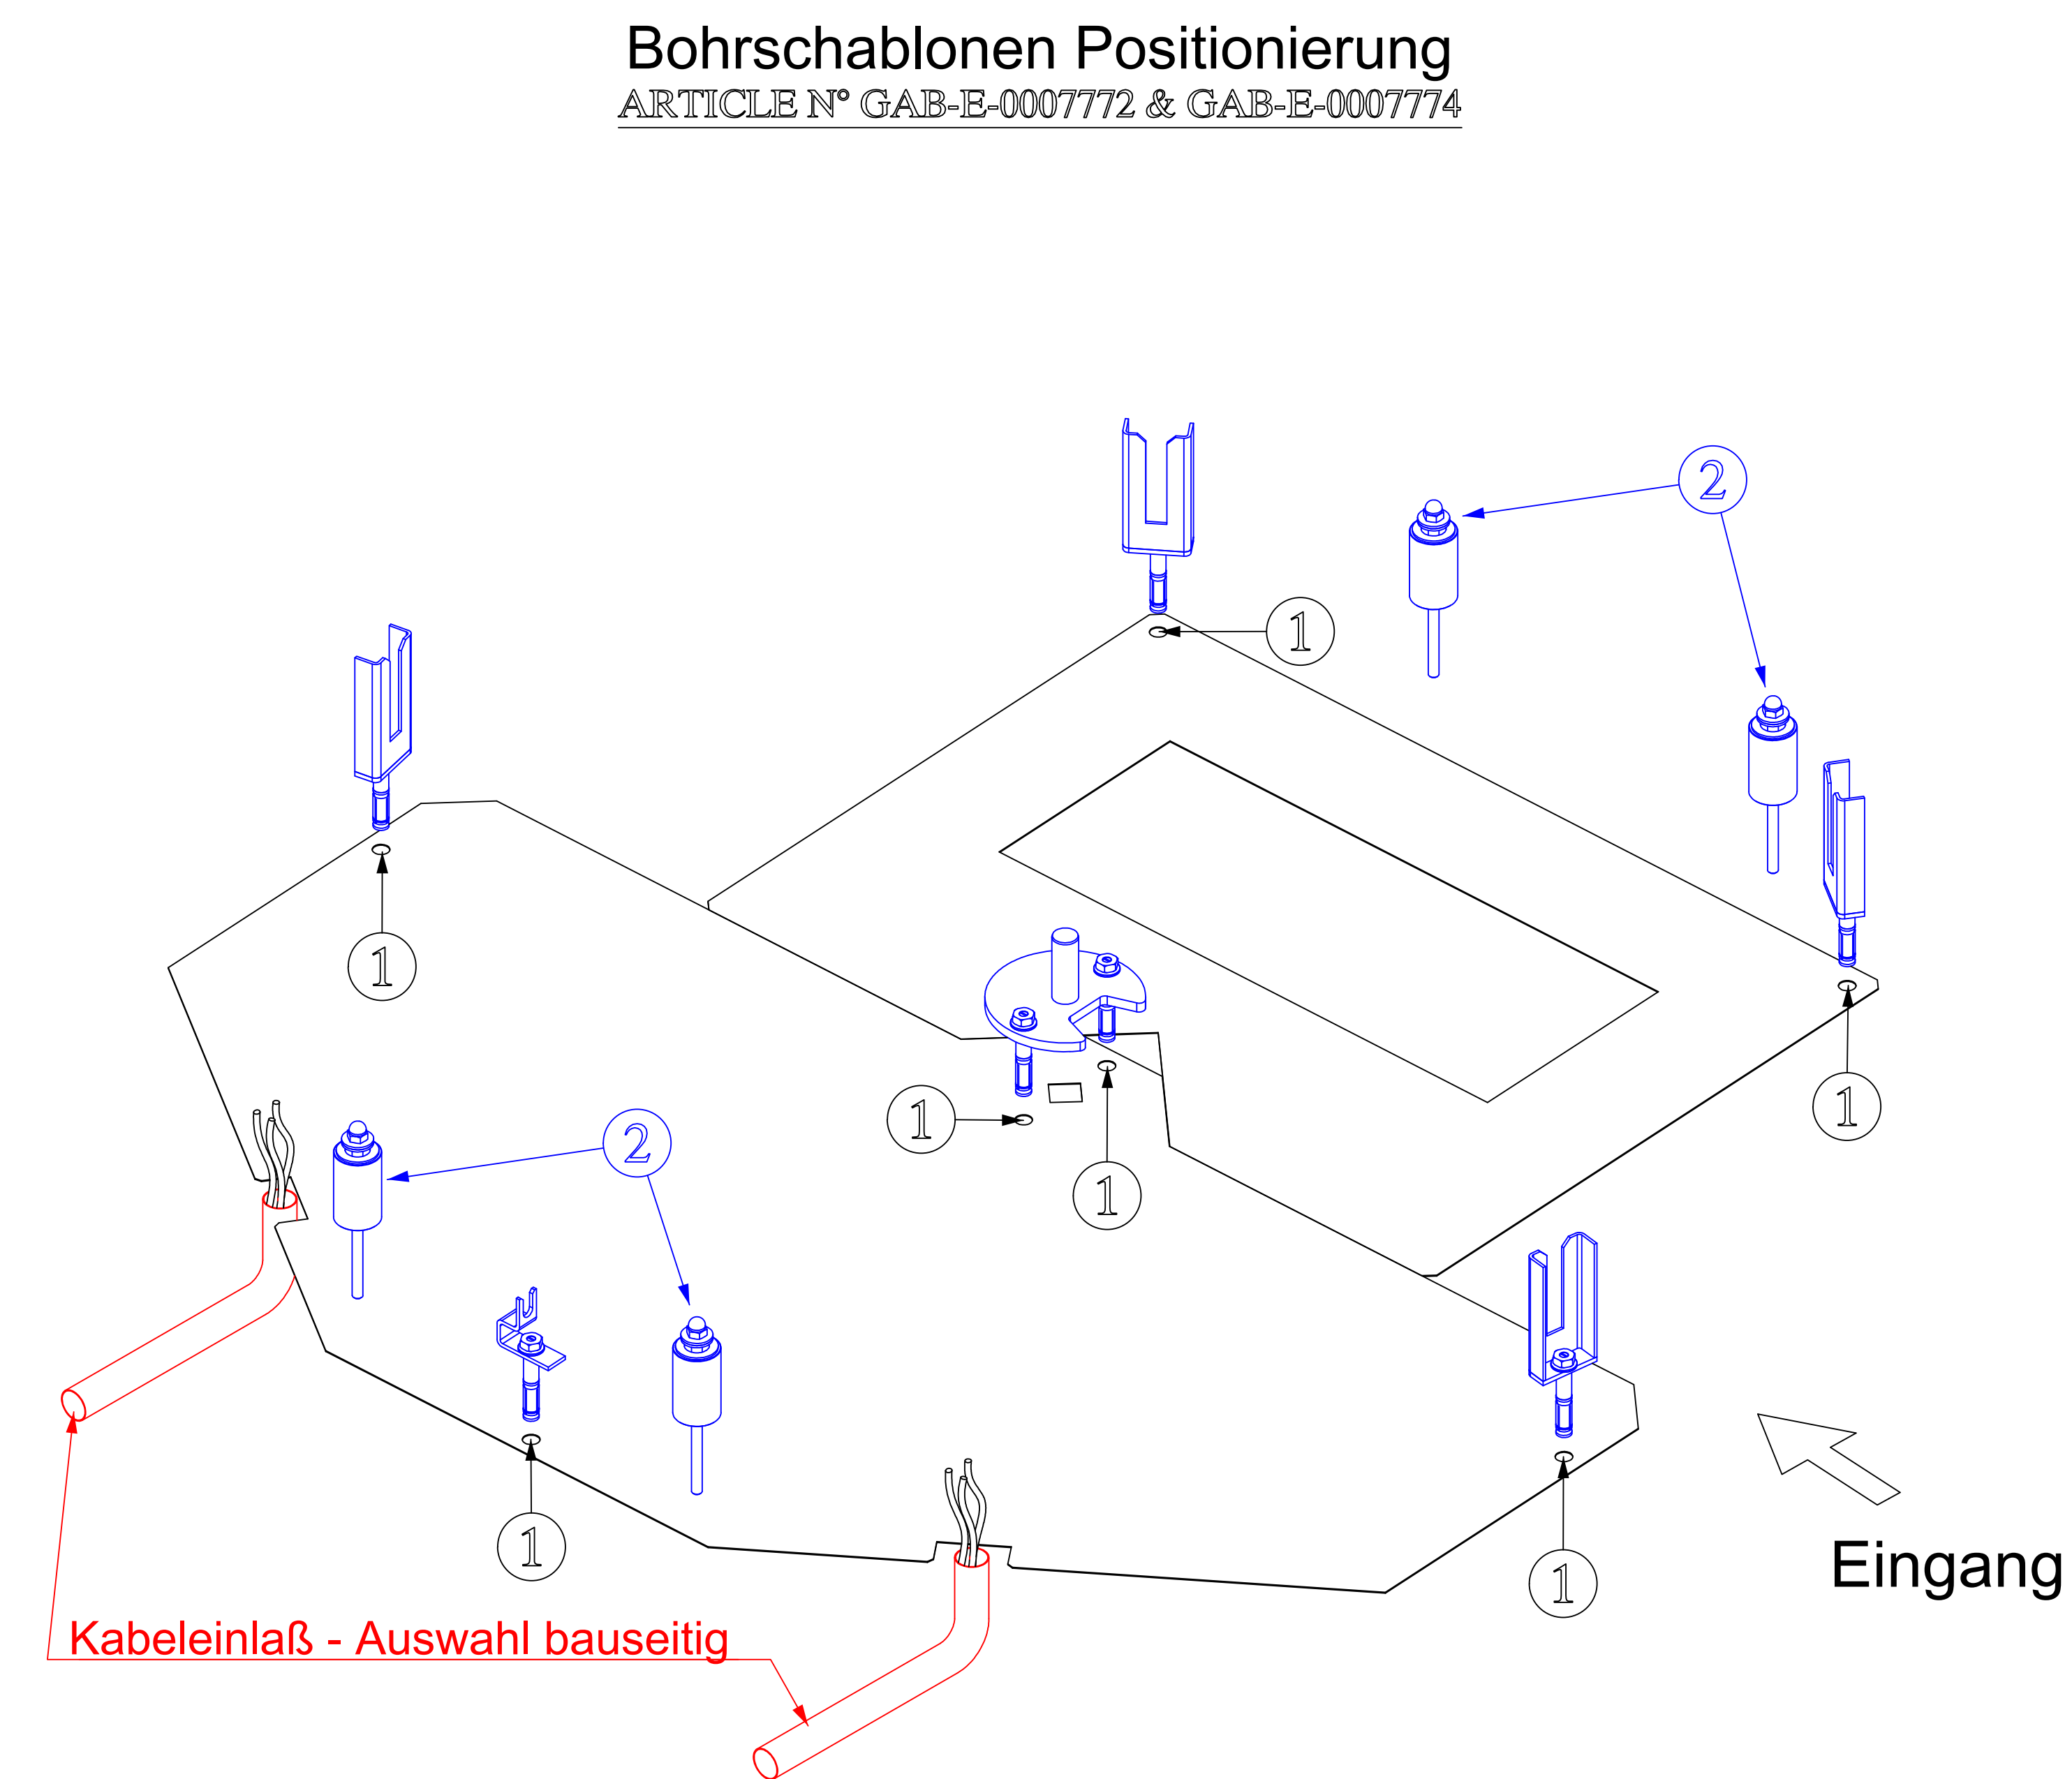 Bohrschablonen Positionierung
ARTICLE N° GAB-E-0007772 & GAB-E-0007774
2
1
1
2
1
1
1
1
1
Eingang
Kabeleinlaß - Auswahl bauseitig